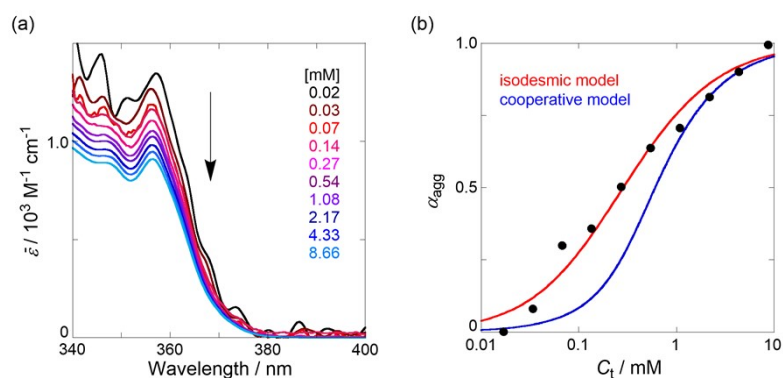 (a)
[mM]
0.02
0.03
0.07
0.14
0.27
0.54
1.08
2.17
4.33
8.66
1.0
0
ε̄ / 10³ M⁻¹ cm⁻¹
340 360 380 400
Wavelength / nm
(b)
isodesmic model
cooperative model
1.0
0.5
0
α_agg
0.01 0.1 1 10
C_t / mM